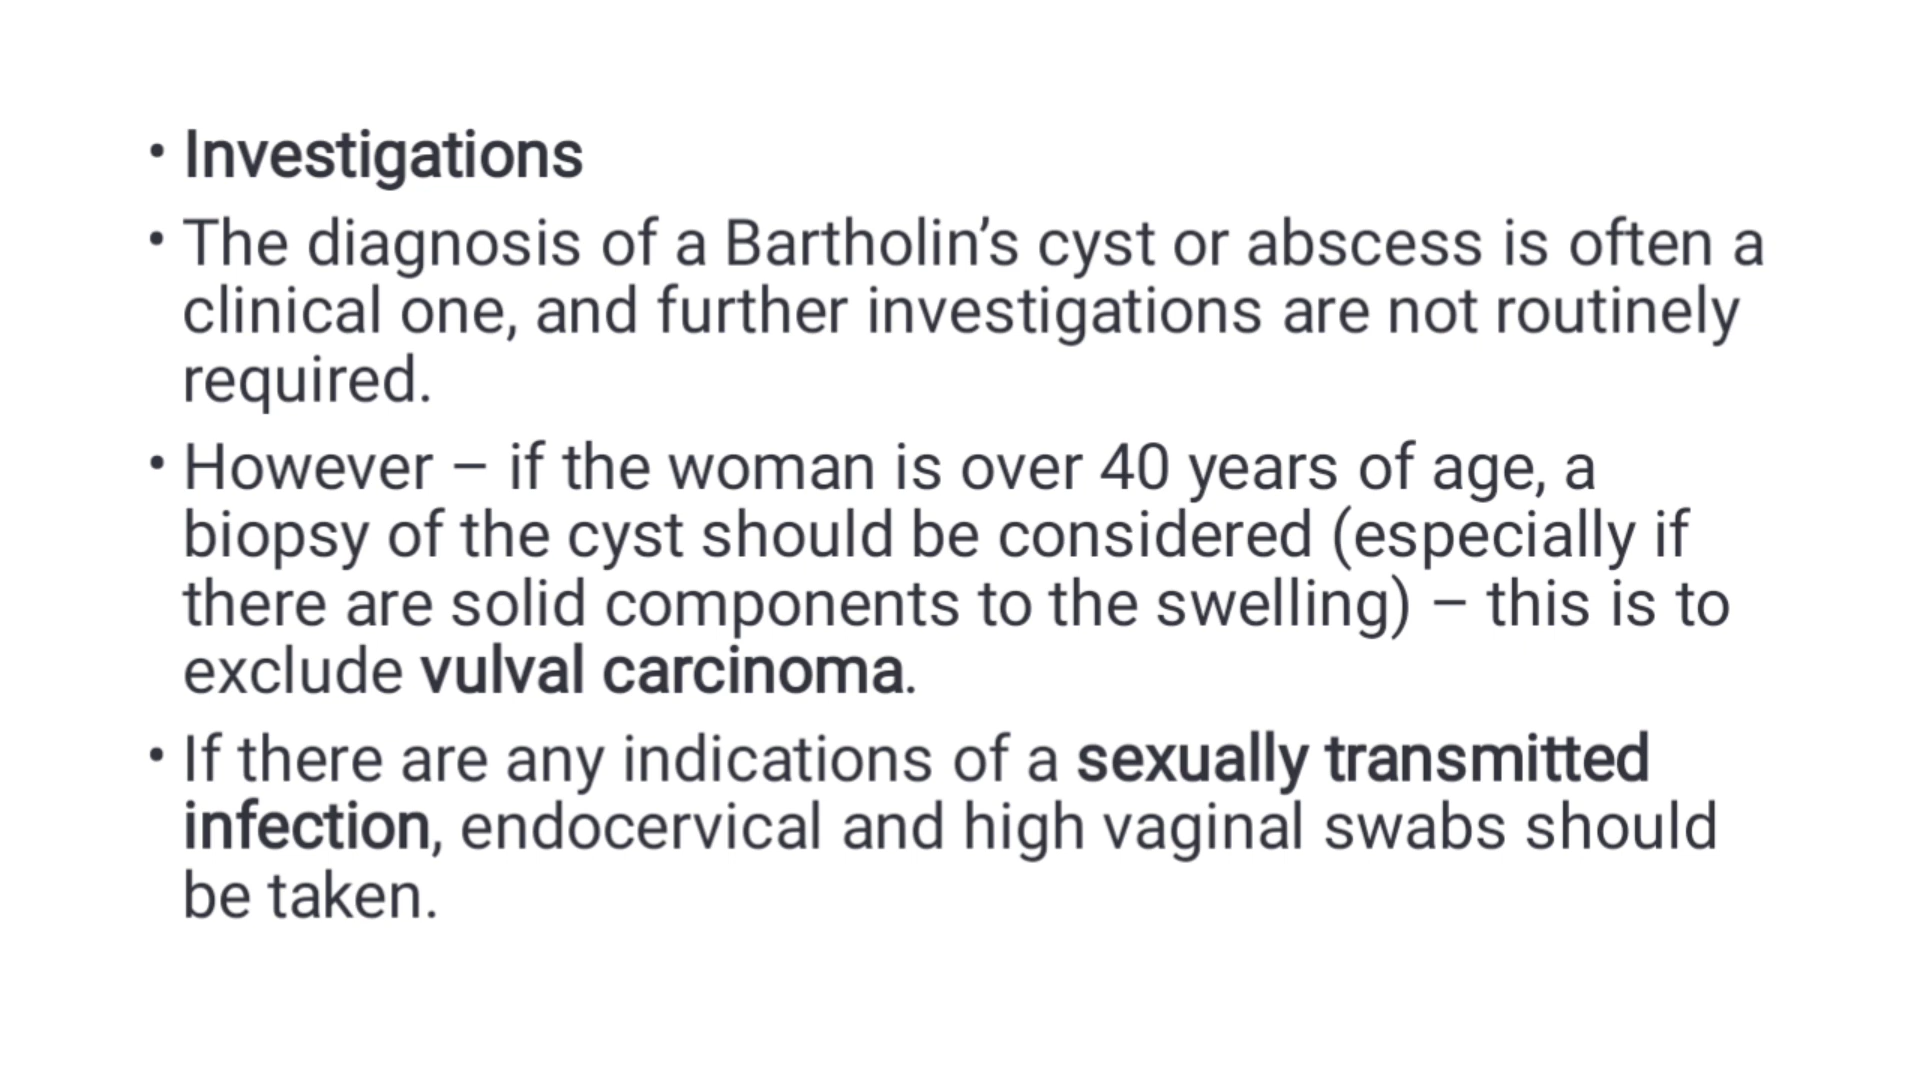 • Investigations
• The diagnosis of a Bartholin’s cyst or abscess is often a
clinical one, and further investigations are not routinely
required.
• However – if the woman is over 40 years of age, a
biopsy of the cyst should be considered (especially if
there are solid components to the swelling) – this is to
exclude vulval carcinoma.
• If there are any indications of a sexually transmitted
infection, endocervical and high vaginal swabs should
be taken.